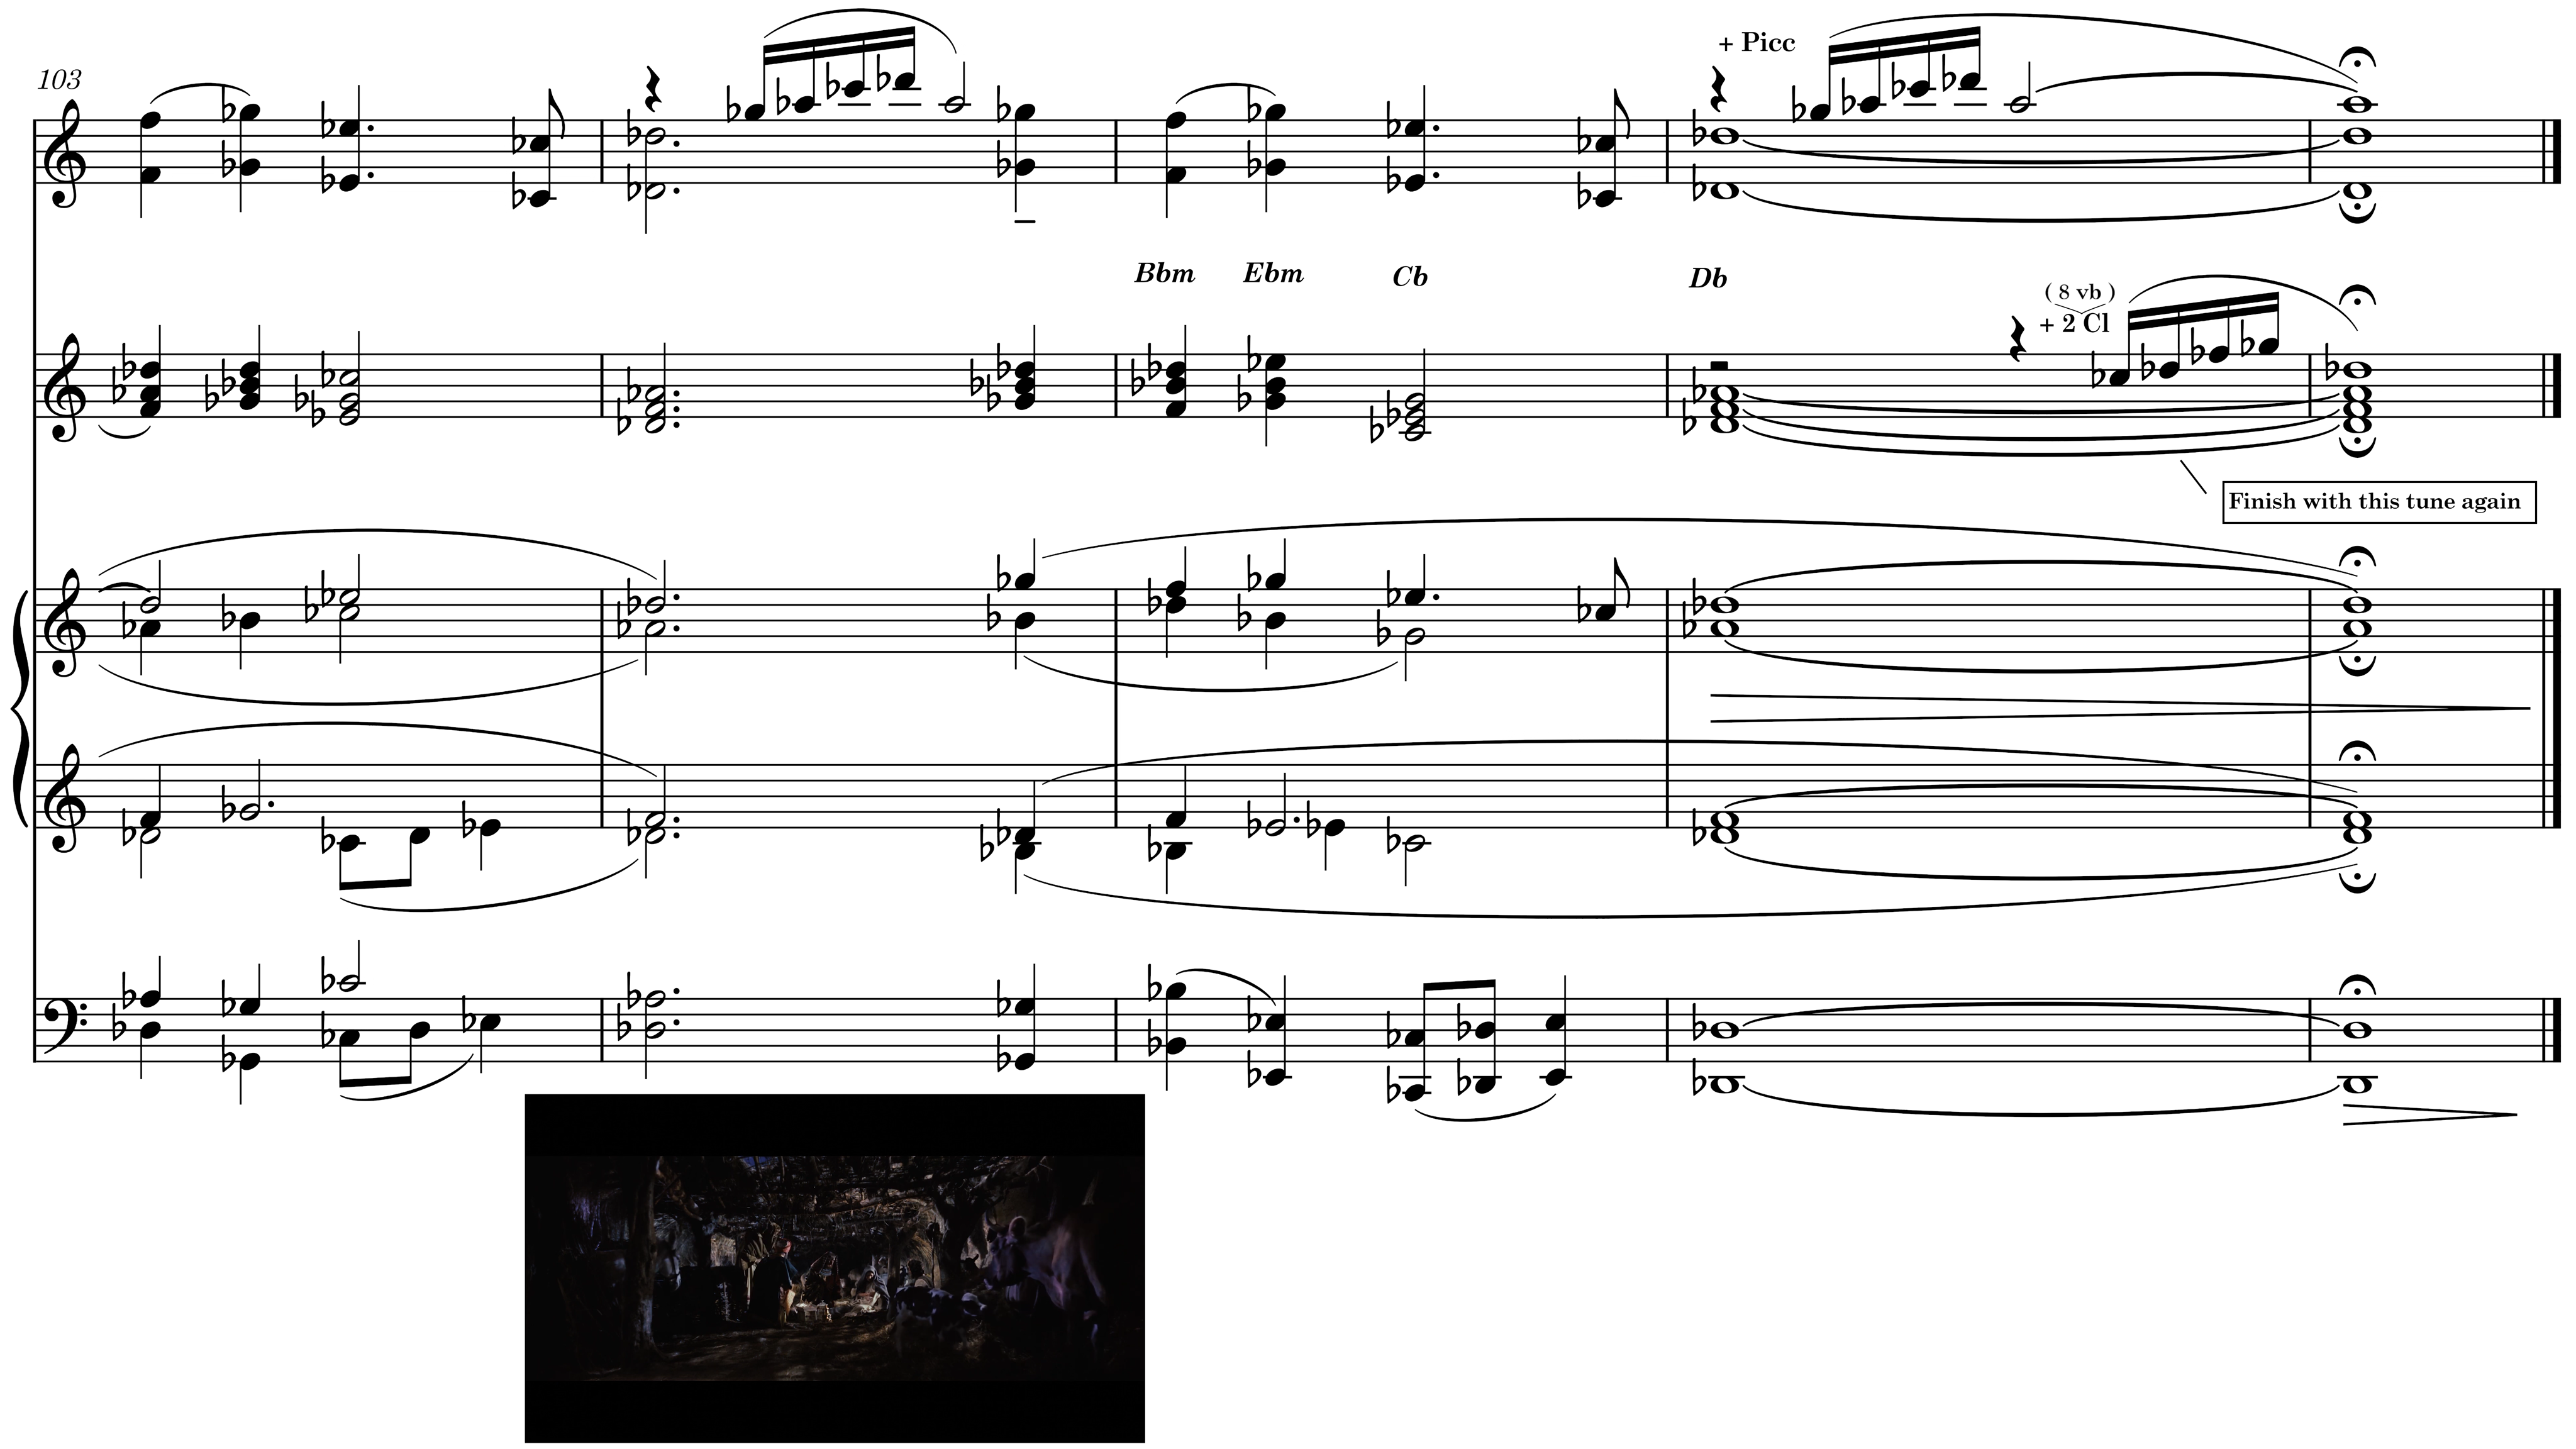 103
+ Picc
Bbm Ebm Cb Db
( 8 vb )
+ 2 Cl
Finish with this tune again